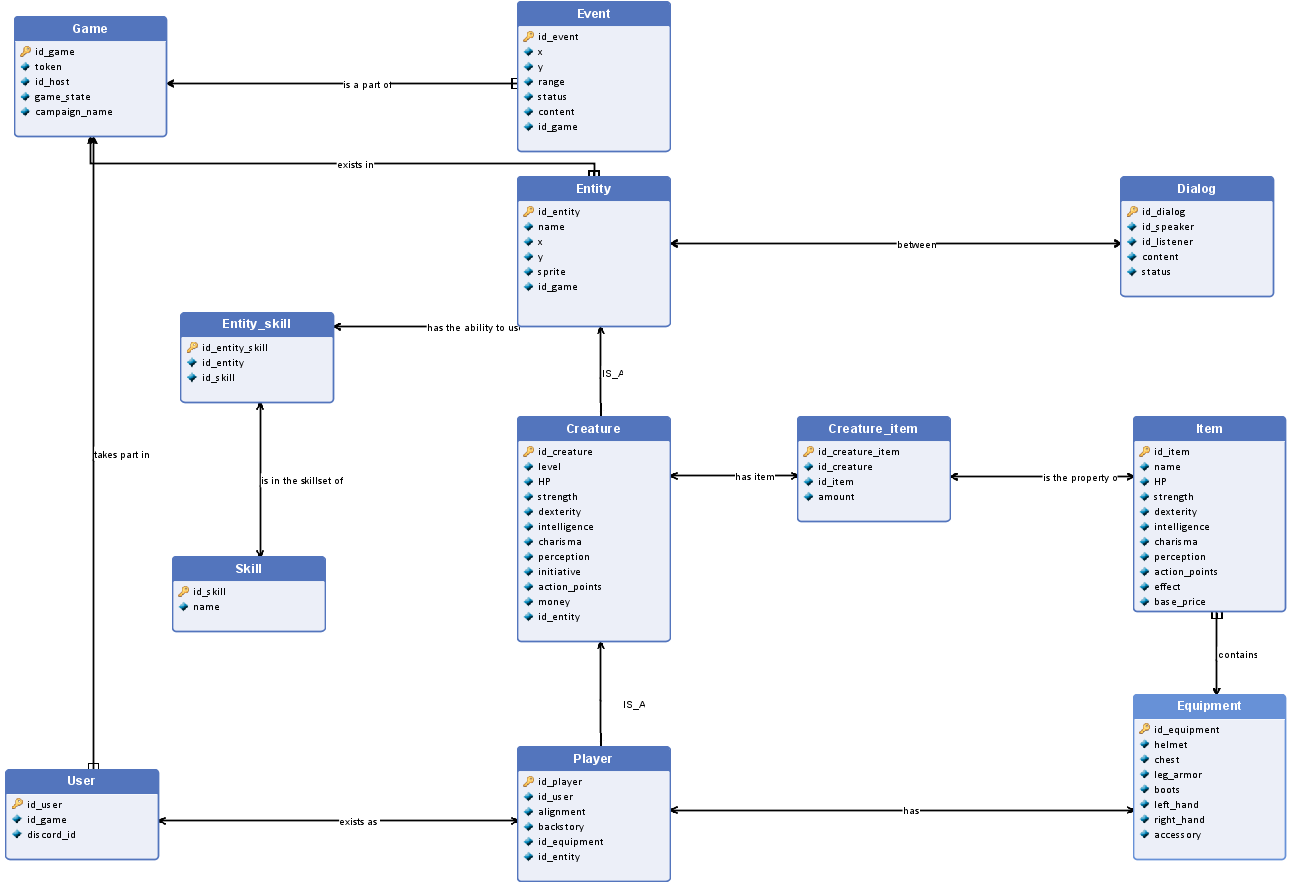 Game
id_game
token
id_host
game_state
campaign_name
Event
id_event
x
y
range
status
content
id_game
is a part of
exists in
Entity
id_entity
name
x
y
sprite
id_game
between
Dialog
id_dialog
id_speaker
id_listener
content
status
Entity_skill
id_entity_skill
id_entity
id_skill
has the ability to us
IS_A
takes part in
is in the skillset of
Creature
id_creature
level
HP
strength
dexterity
intelligence
charisma
perception
initiative
action_points
money
id_entity
has item
Creature_item
id_creature_item
id_creature
id_item
amount
is the property o
Item
id_item
name
HP
strength
dexterity
intelligence
charisma
perception
action_points
effect
base_price
Skill
id_skill
name
contains
IS_A
Equipment
id_equipment
helmet
chest
leg_armor
boots
left_hand
right_hand
accessory
User
id_user
id_game
discord_id
exists as
Player
id_player
id_user
alignment
backstory
id_equipment
id_entity
has